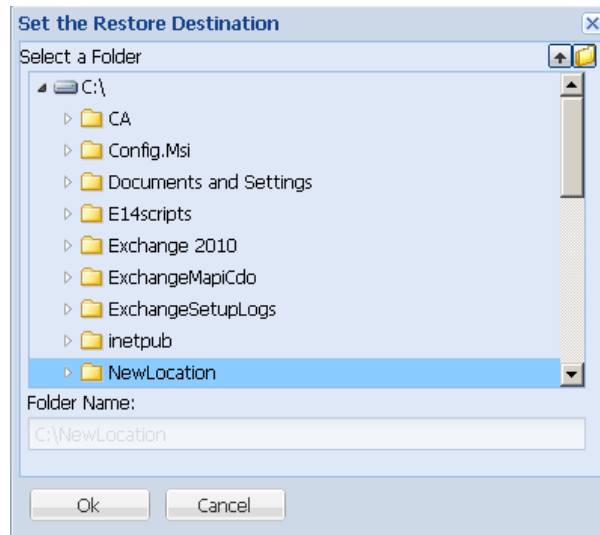 Set the Restore Destination
Select a Folder
C:\
CA
Config.Msi
Documents and Settings
E14scripts
Exchange 2010
ExchangeMapiCdo
ExchangeSetupLogs
inetpub
NewLocation
Folder Name:
C:\NewLocation
Ok Cancel